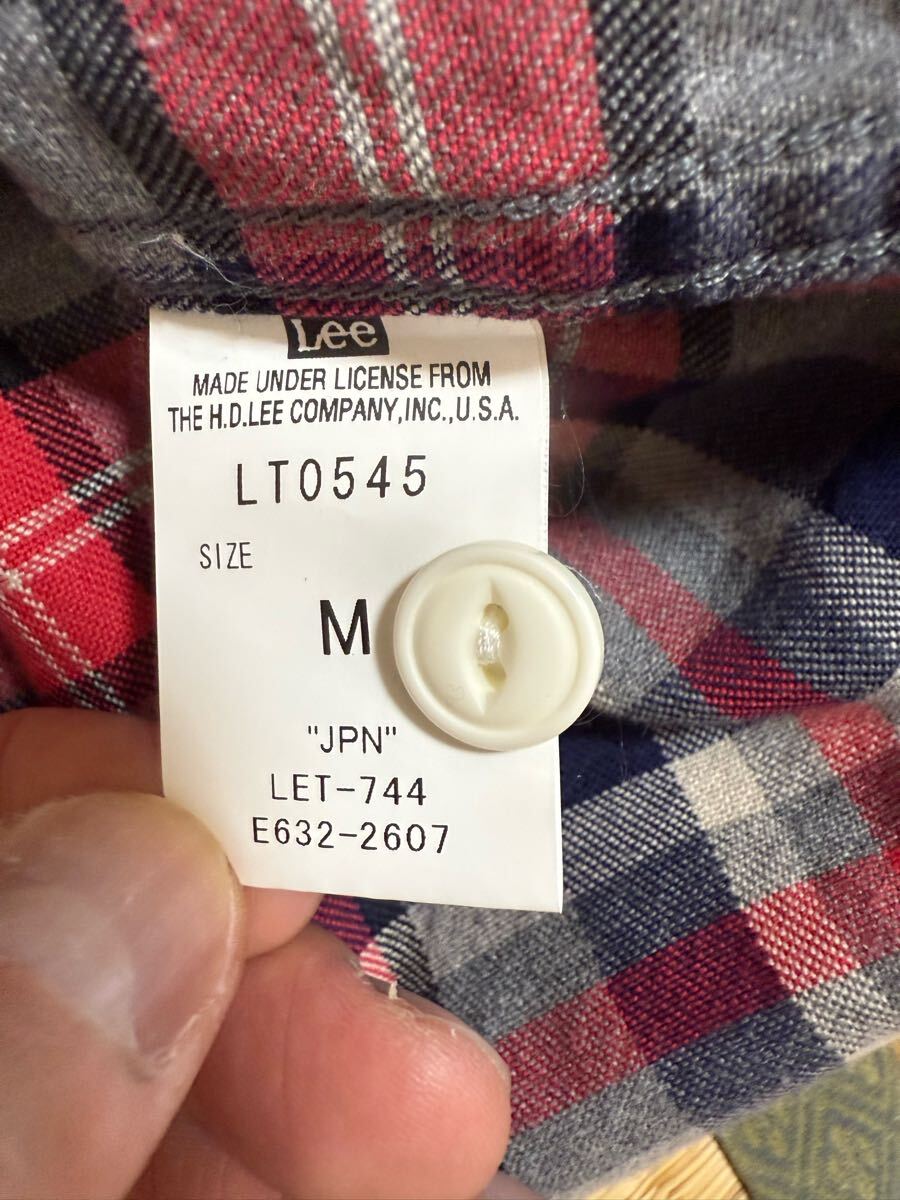 Lee
MADE UNDER LICENSE FROM
THE H.D.LEE COMPANY,INC.,U.S.A.
LT0545
SIZE
M
"JPN"
LET-744
E632-2607